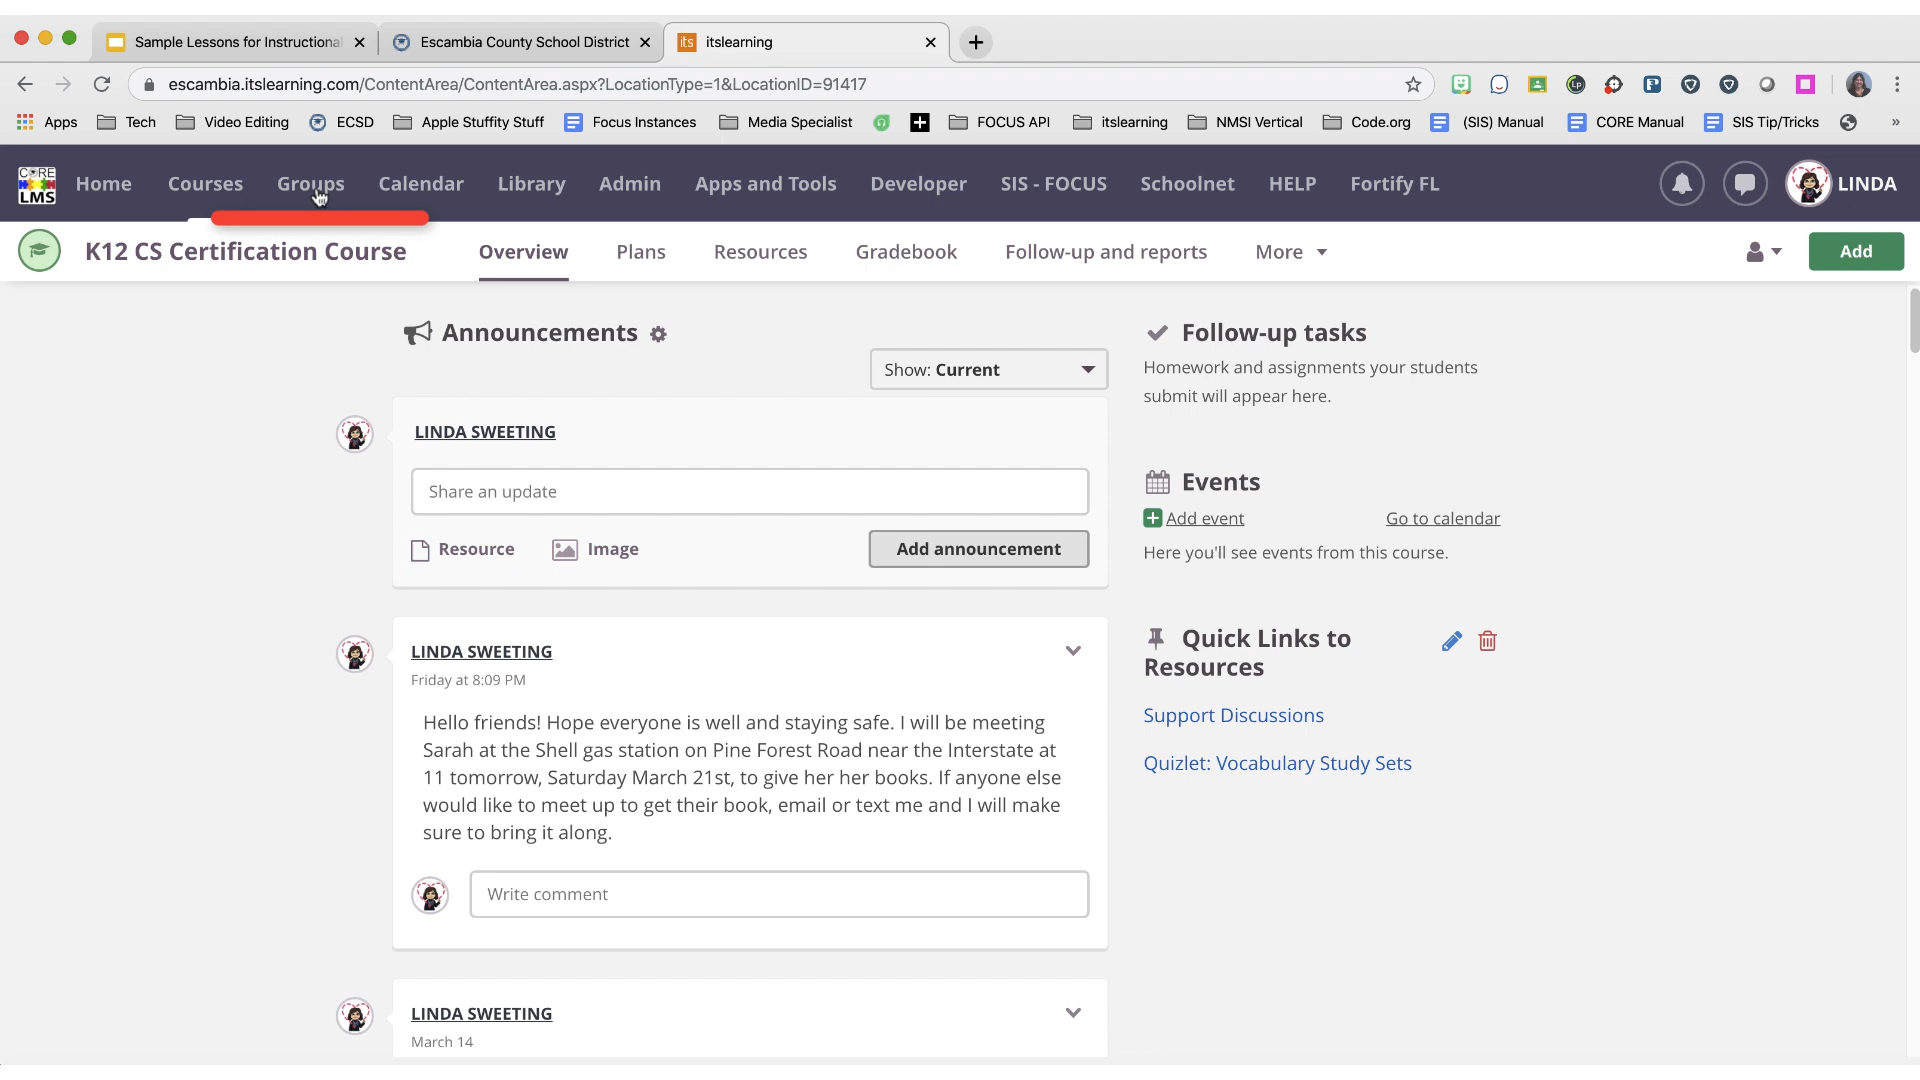 Sample Lessons for Instructional
Escambia County School District
itslearning
escambia.itslearning.com/ContentArea/ContentArea.aspx?LocationType=1&LocationID=91417
Apps Tech Video Editing ECSD Apple Stuffity Stuff Focus Instances Media Specialist FOCUS API itslearning NMSI Vertical Code.org (SIS) Manual CORE Manual SIS Tip/Tricks »
CORE LMS Home Courses Groups Calendar Library Admin Apps and Tools Developer SIS - FOCUS Schoolnet HELP Fortify FL LINDA
K12 CS Certification Course Overview Plans Resources Gradebook Follow-up and reports More Add
Announcements
Show: Current
LINDA SWEETING
Share an update
Resource Image Add announcement
LINDA SWEETING
Friday at 8:09 PM
Hello friends! Hope everyone is well and staying safe. I will be meeting
Sarah at the Shell gas station on Pine Forest Road near the Interstate at
11 tomorrow, Saturday March 21st, to give her her books. If anyone else
would like to meet up to get their book, email or text me and I will make
sure to bring it along.
Write comment
LINDA SWEETING
March 14
Follow-up tasks
Homework and assignments your students
submit will appear here.
Events
Add event Go to calendar
Here you'll see events from this course.
Quick Links to
Resources
Support Discussions
Quizlet: Vocabulary Study Sets